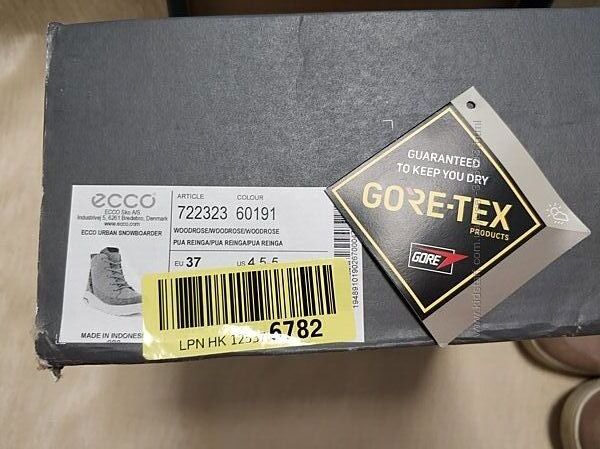 ecco
ECCO Sko A/S
Industrivej 5, 6261 Bredebro, Denmark
www.ecco.com
ECCO URBAN SNOWBOARDER
MADE IN INDONESI
ARTICLE COLOUR
722323 60191
WOODROSE/WOODROSE/WOODROSE
PUA REINGA/PUA REINGA/PUA REINGA
EU 37 US 4.5-5
LPN HK 6782
GUARANTEED
TO KEEP YOU DRY
GORE-TEX
PRODUCTS
GORE